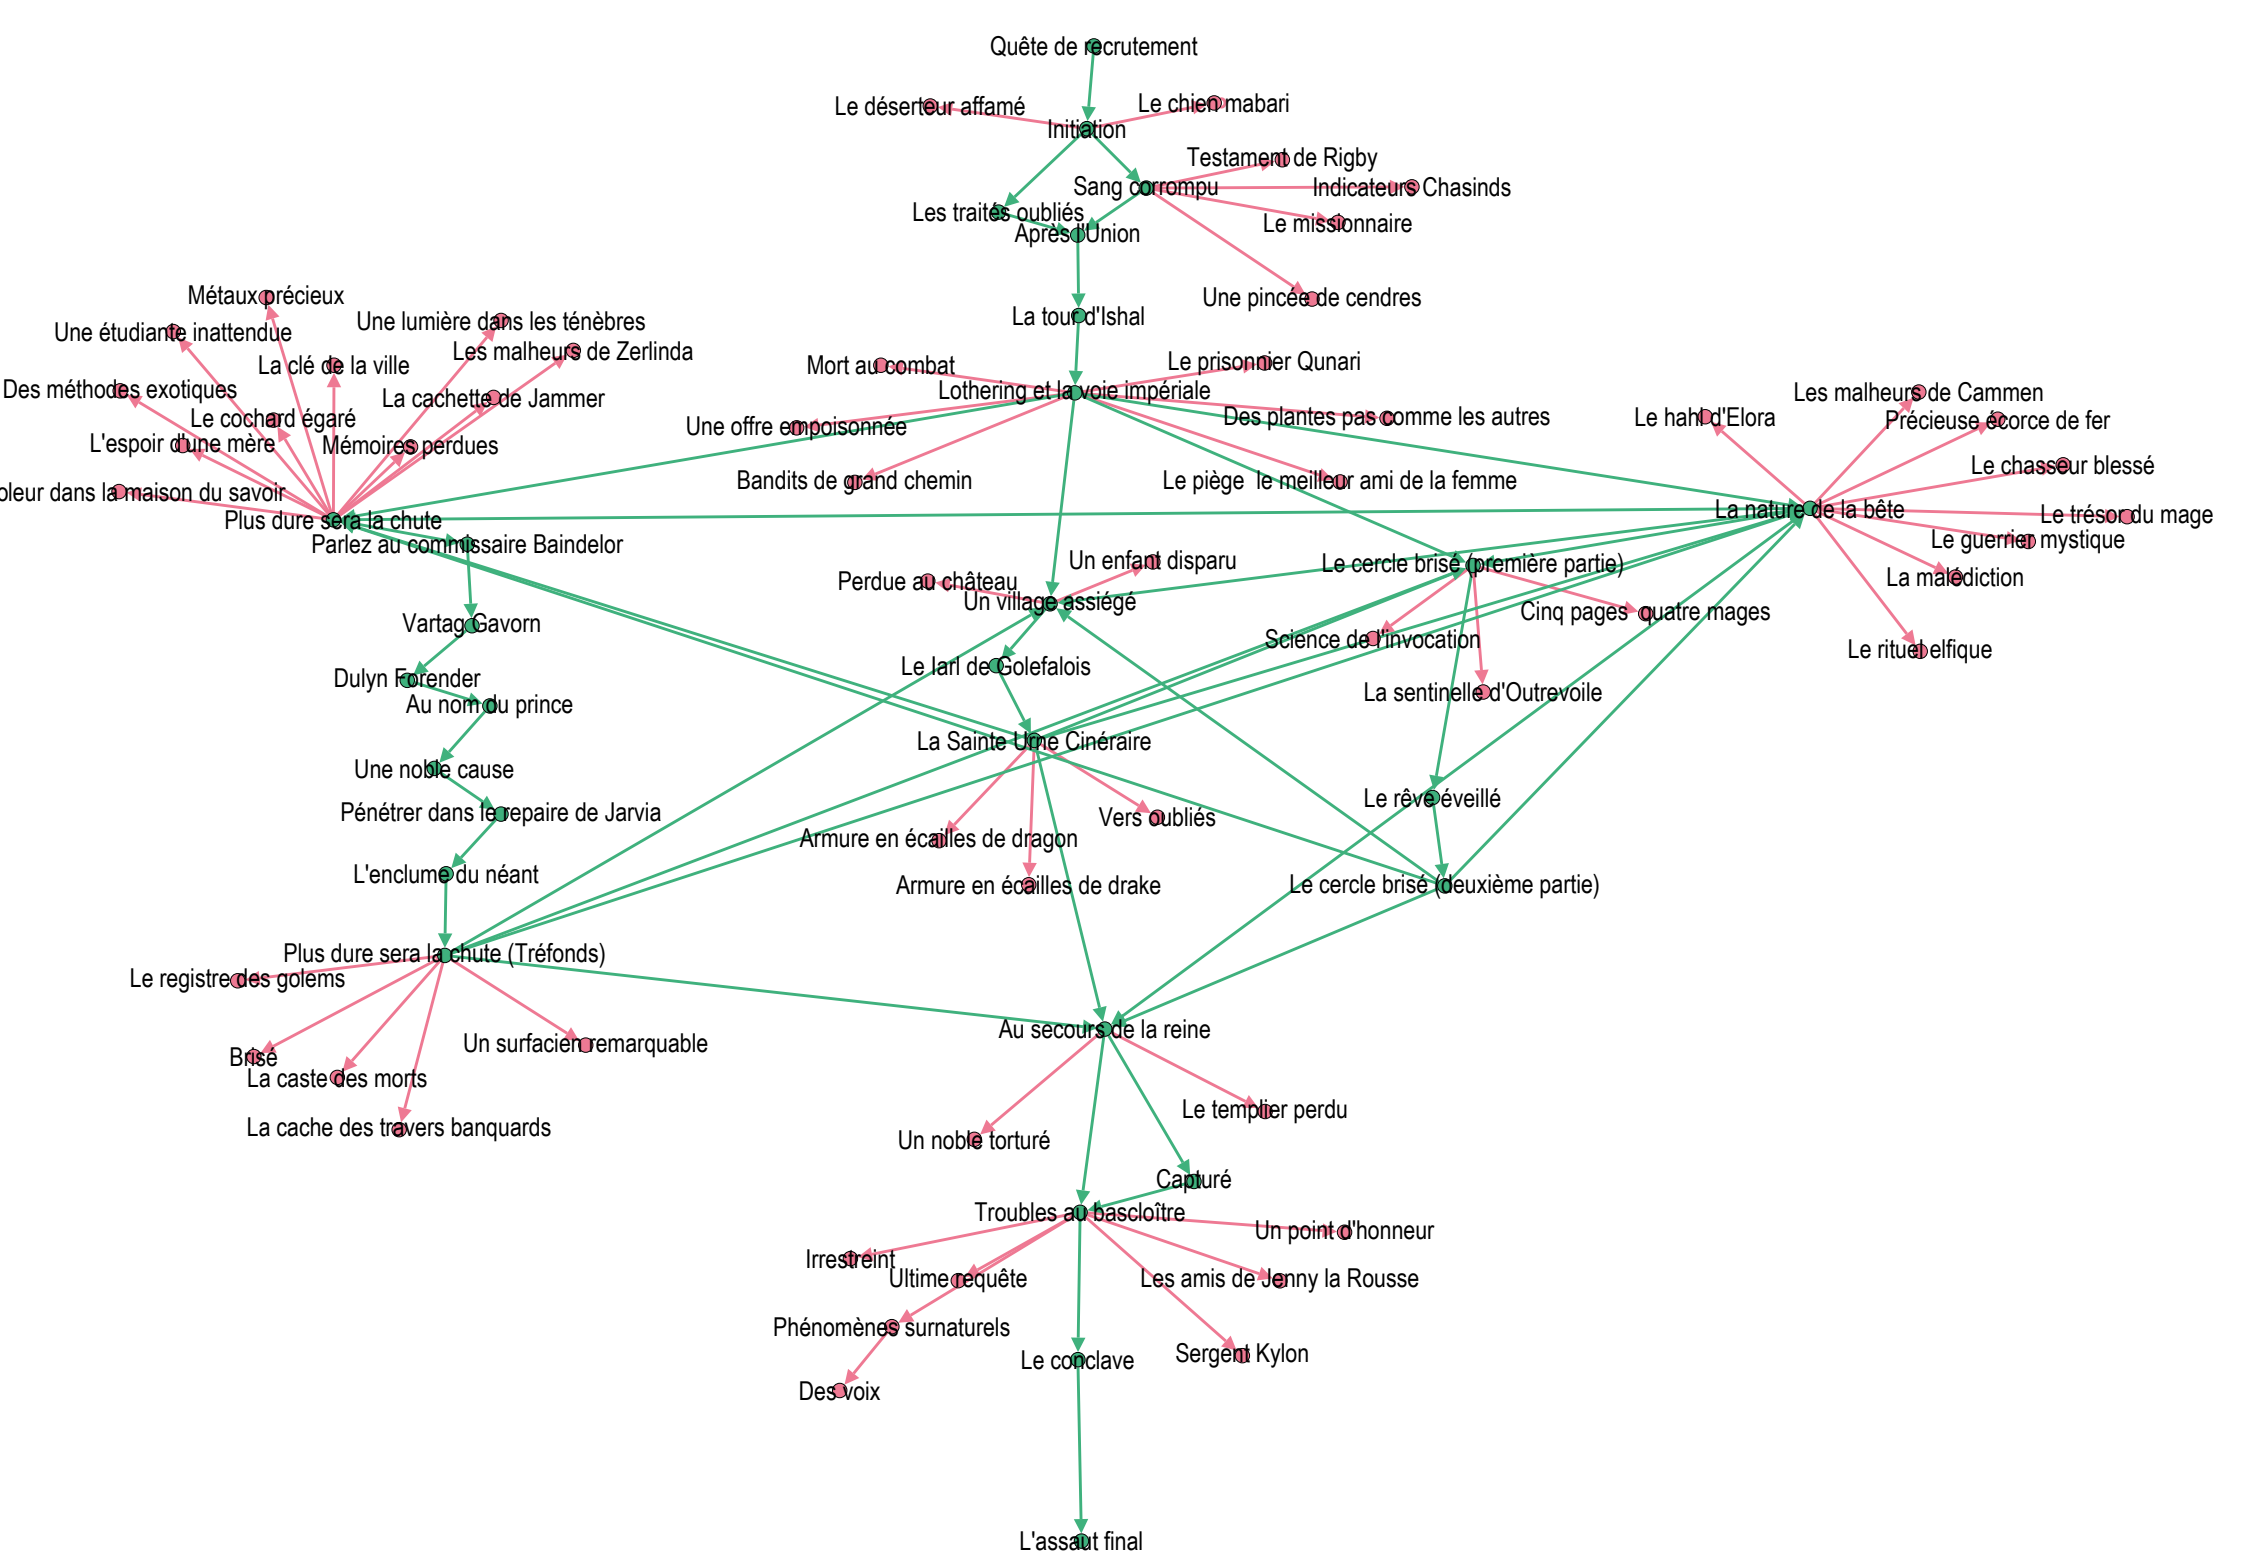 Quête de recrutement
Le déserteur affamé
Le chien mabari
Initiation
Testament de Rigby
Sang corrompu
Indicateurs Chasinds
Les traités oubliés
Le missionnaire
Après l'Union
Métaux précieux
Une pincée de cendres
La tour d'Ishal
Une étudiante inattendue
Une lumière dans les ténèbres
Les malheurs de Zerlinda
La clé de la ville
Mort au combat
Le prisonnier Qunari
Des méthodes exotiques
La cachette de Jammer
Lothering et la voie impériale
Les malheurs de Cammen
Le cochard égaré
Une offre empoisonnée
Des plantes pas comme les autres
Le hahl d'Elora
Précieuse écorce de fer
L'espoir d'une mère
Mémoires perdues
Le chasseur blessé
Bandits de grand chemin
Le piège le meilleur ami de la femme
oleur dans la maison du savoir
Plus dure sera la chute
La nature de la bête
Le trésor du mage
Parlez au commissaire Baindelor
Le guerrier mystique
Un enfant disparu
Le cercle brisé (première partie)
Perdue au château
La malédiction
Un village assiégé
Cinq pages quatre mages
Vartag Gavorn
Science de l'invocation
Le rituel elfique
Le Iarl de Golefalois
Dulyn Forender
La sentinelle d'Outrevoile
Au nom du prince
La Sainte Urne Cinéraire
Une noble cause
Le rêve éveillé
Pénétrer dans le repaire de Jarvia
Vers oubliés
Armure en écailles de dragon
L'enclume du néant
Armure en écailles de drake
Le cercle brisé (deuxième partie)
Plus dure sera la chute (Tréfonds)
Le registre des golems
Au secours de la reine
Un surfacien remarquable
Brisé
La caste des morts
Le templier perdu
La cache des travers banquards
Un noble torturé
Capturé
Troubles au bascloître
Un point d'honneur
Irrestreint
Ultime requête
Les amis de Jenny la Rousse
Phénomènes surnaturels
Le conclave
Sergent Kylon
Des voix
L'assaut final